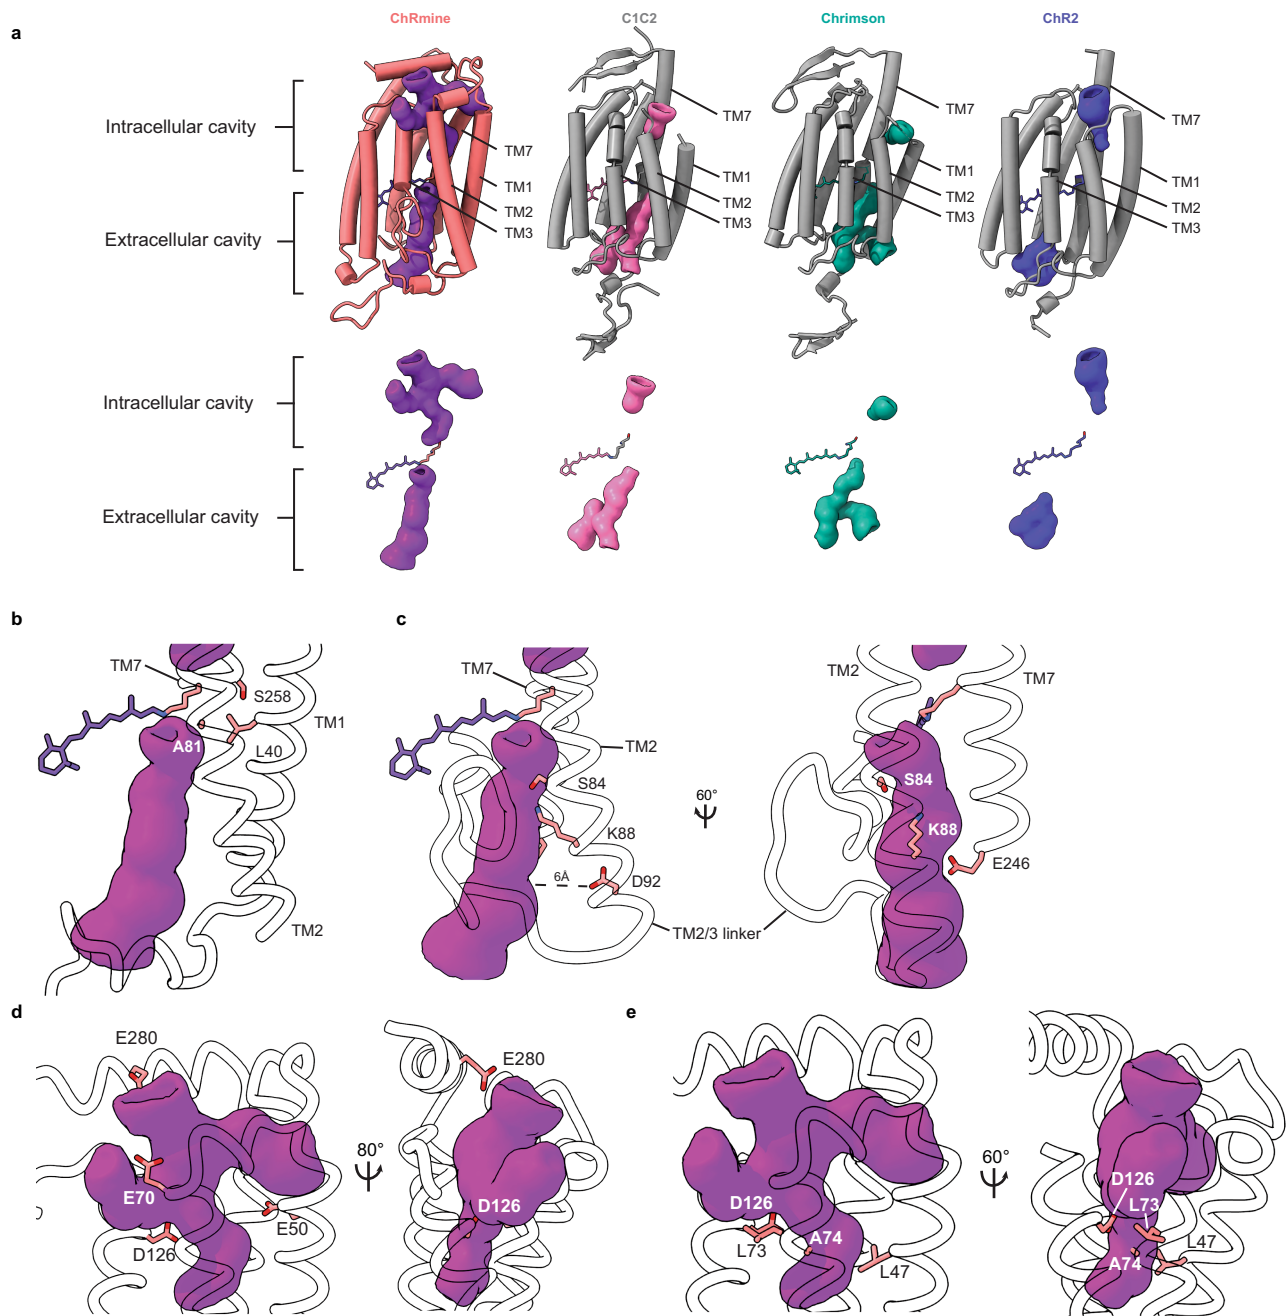 ChRmine C1C2 Chrimson ChR2
a
Intracellular cavity
Extracellular cavity
TM7
TM1
TM2
TM3
TM7
TM1
TM2
TM3
TM7
TM1
TM2
TM3
TM7
TM1
TM2
TM3
Intracellular cavity
Extracellular cavity
b
TM7
S258
TM1
A81
L40
TM2
c
TM7
TM2
S84
K88
6Å
D92
TM2/3 linker
60°
TM2
TM7
S84
K88
E246
d
E280
E70
E50
D126
80°
E280
D126
e
D126
L73
A74
L47
60°
D126
L73
L47
A74